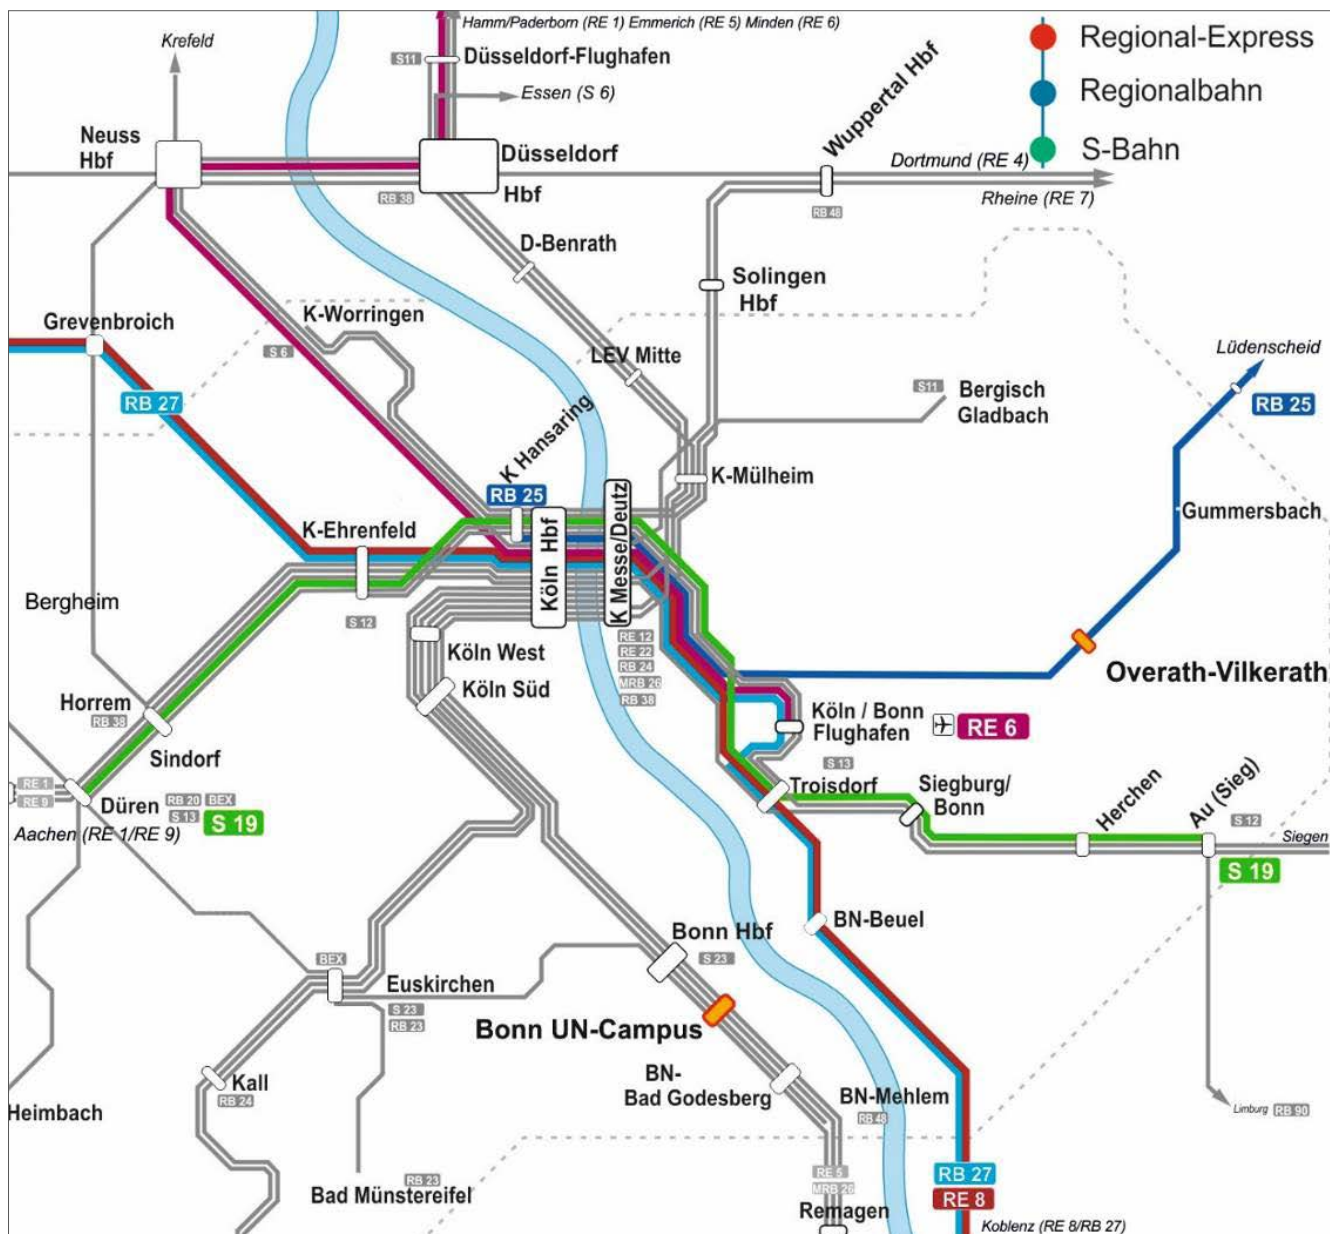 Hamm/Paderborn (RE 1) Emmerich (RE 5) Minden (RE 6)
Krefeld
S11
Düsseldorf-Flughafen
Essen (S 6)
Regional-Express
Regionalbahn
S-Bahn
Neuss
Hbf
Düsseldorf
Hbf
RB 38
Wuppertal Hbf
RB 48
Dortmund (RE 4)
Rheine (RE 7)
D-Benrath
Solingen
Hbf
K-Worringen
Grevenbroich
S 6
LEV Mitte
Lüdenscheid
RB 27
S11
Bergisch
Gladbach
RB 25
K Hansaring
RB 25
K-Mülheim
K-Ehrenfeld
Köln Hbf
K Messe/Deutz
Gummersbach
Bergheim
S 12
RE 12
RE 22
RB 24
MRB 26
RB 38
Köln West
Köln Süd
Overath-Vilkerath
Horrem
RB 38
Sindorf
Köln / Bonn
Flughafen
RE 6
S 13
RE 1
RE 9
Düren
RB 20
BEX
S 13
S 19
Aachen (RE 1/RE 9)
Troisdorf
Siegburg/
Bonn
Herchen
Au (Sieg)
S 12
Siegen
S 19
BN-Beuel
Bonn Hbf
S 23
BEX
Euskirchen
S 23
RB 23
Bonn UN-Campus
Kall
RB 24
BN-
Bad Godesberg
BN-Mehlem
RB 48
Heimbach
Limburg
RB 90
RB 23
Bad Münstereifel
RE 5
MRB 26
Remagen
RB 27
RE 8
Koblenz (RE 8/RB 27)